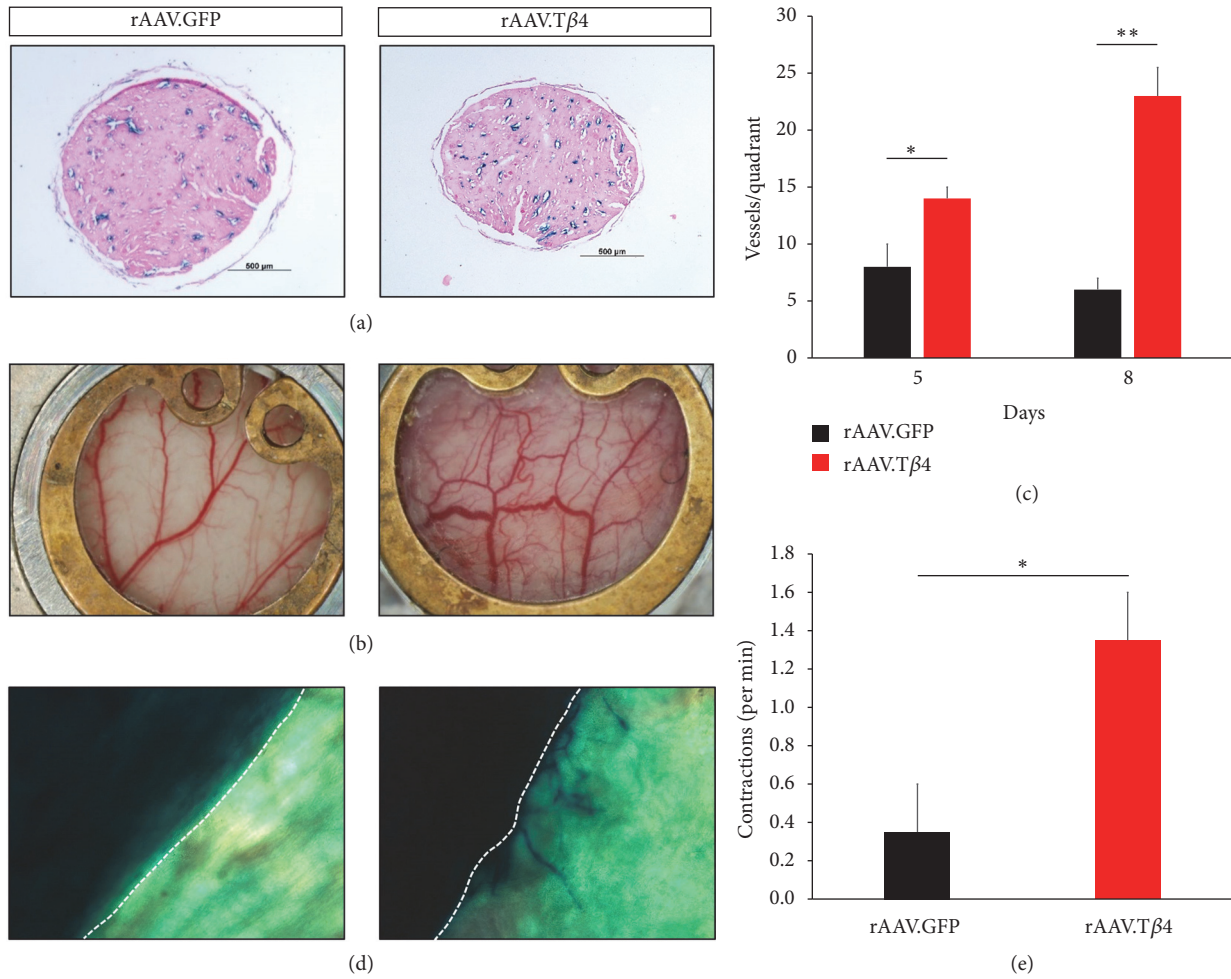 rAAV.GFP
rAAV.Tβ4
500 μm
500 μm
(a)
(b)
(d)
30
25
20
15
10
5
0
Vessels/quadrant
*
**
5
8
Days
rAAV.GFP
rAAV.Tβ4
(c)
1.8
1.6
1.4
1.2
1.0
0.8
0.6
0.4
0.2
0.0
Contractions (per min)
*
rAAV.GFP
rAAV.Tβ4
(e)